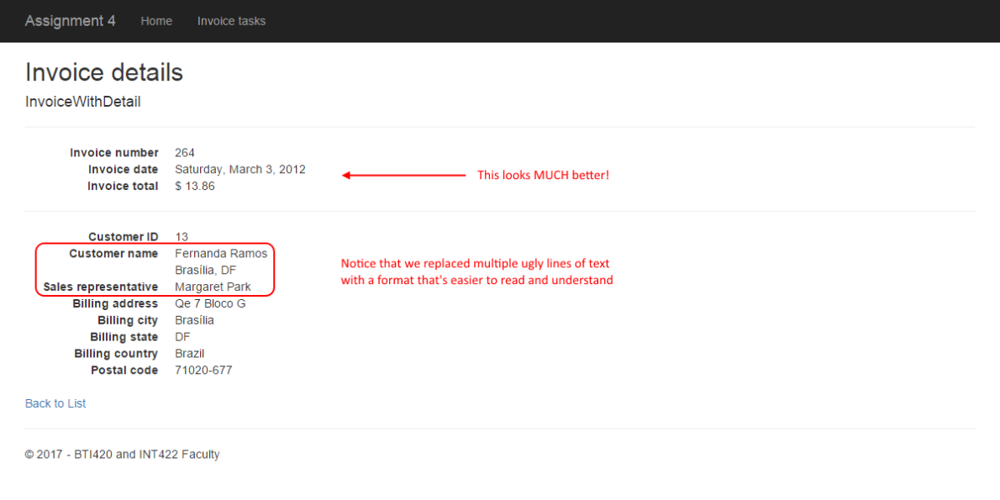 Assignment 4 Home Invoice tasks
Invoice details
InvoiceWithDetail
Invoice number 264
Invoice date Saturday, March 3, 2012
Invoice total $ 13.86
This looks MUCH better!
Customer ID 13
Customer name Fernanda Ramos
Brasília, DF
Sales representative Margaret Park
Notice that we replaced multiple ugly lines of text
with a format that's easier to read and understand
Billing address Qe 7 Bloco G
Billing city Brasília
Billing state DF
Billing country Brazil
Postal code 71020-677
Back to List
© 2017 - BTI420 and INT422 Faculty